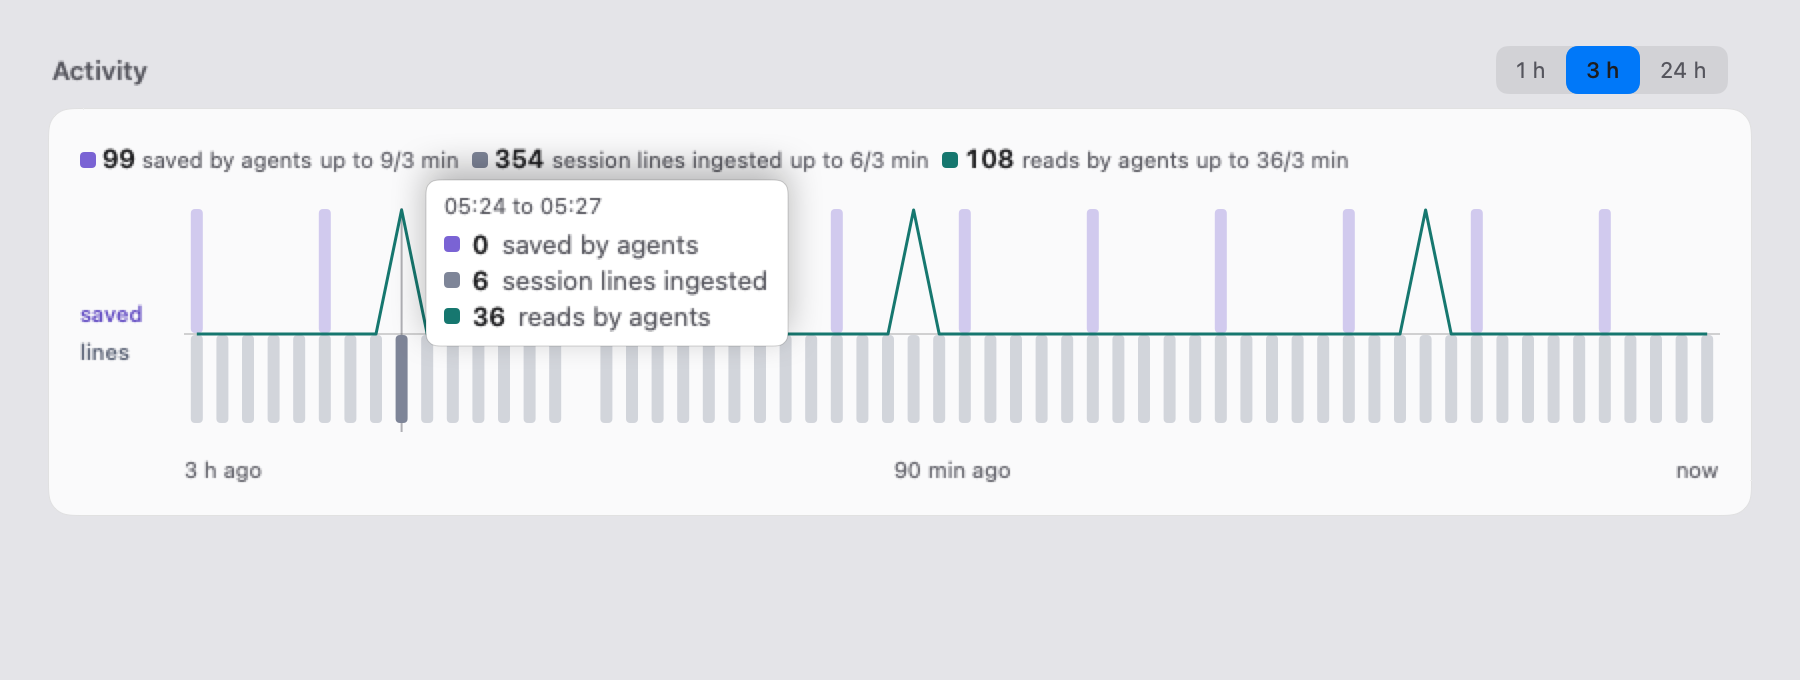 Activity
1 h 3 h 24 h
99 saved by agents up to 9/3 min 354 session lines ingested up to 6/3 min 108 reads by agents up to 36/3 min
05:24 to 05:27
0 saved by agents
6 session lines ingested
36 reads by agents
saved
lines
3 h ago 90 min ago now